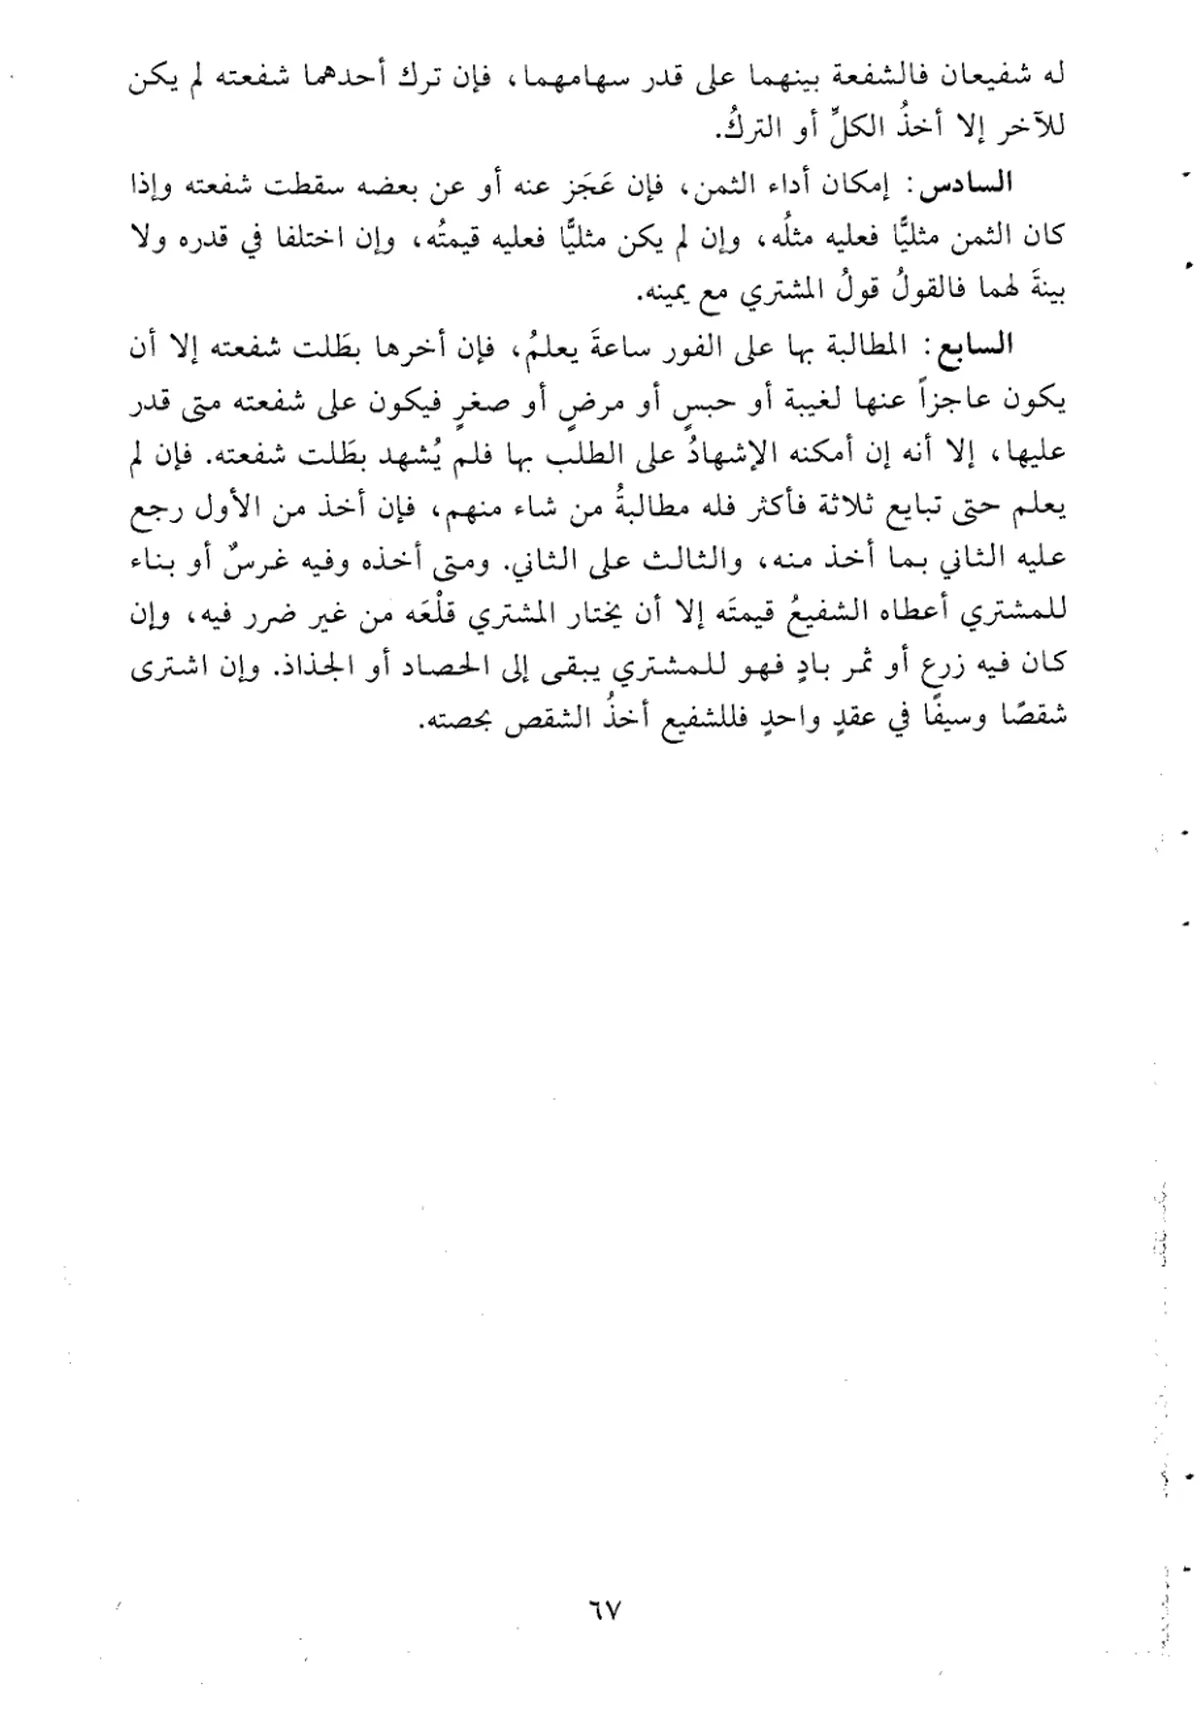 له شفيعان فالشفعة بينهما على قدر سهامهما، فإن ترك أحدهما شفعته لم يكن
للآخر إلا أخذُ الكلِّ أو التركُ.
السادس: إمكان أداء الثمن، فإن عَجَز عنه أو عن بعضه سقطت شفعته وإذا
كان الثمن مثليًّا فعليه مثلُه، وإن لم يكن مثليًّا فعليه قيمتُه، وإن اختلفا في قدره ولا
بينةَ لهما فالقولُ قولُ المشتري مع يمينه.
السابع: المطالبة بها على الفور ساعةَ يعلمُ، فإن أخرها بطَلت شفعته إلا أن
يكون عاجزاً عنها لغيبة أو حبسٍ أو مرضٍ أو صغرٍ فيكون على شفعته متى قدر
عليها، إلا أنه إن أمكنه الإشهادُ على الطلب بها فلم يُشهد بطَلت شفعته. فإن لم
يعلم حتى تبايع ثلاثة فأكثر فله مطالبةُ من شاء منهم، فإن أخذ من الأول رجع
عليه الثاني بما أخذ منه، والثالث على الثاني. ومتى أخذه وفيه غرسٌ أو بناء
للمشتري أعطاه الشفيعُ قيمتَه إلا أن يختار المشتري قلْعَه من غير ضرر فيه، وإن
كان فيه زرع أو ثمر بادٍ فهو للمشتري يبقى إلى الحصاد أو الجذاذ. وإن اشترى
شقصًا وسيفًا في عقدٍ واحدٍ فللشفيع أخذُ الشقص بحصته.
٦٧